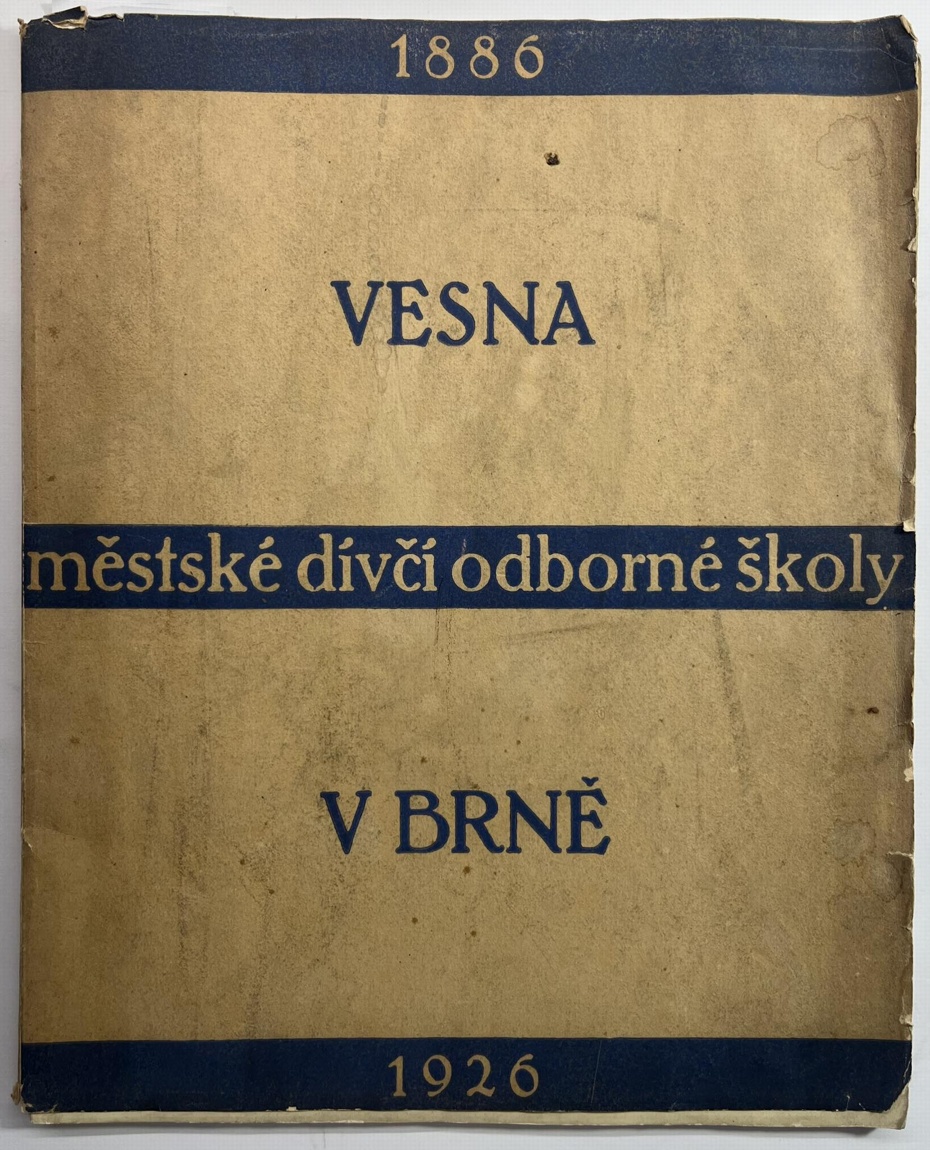 1886
VESNA
městské dívčí odborné školy
V BRNĚ
1926